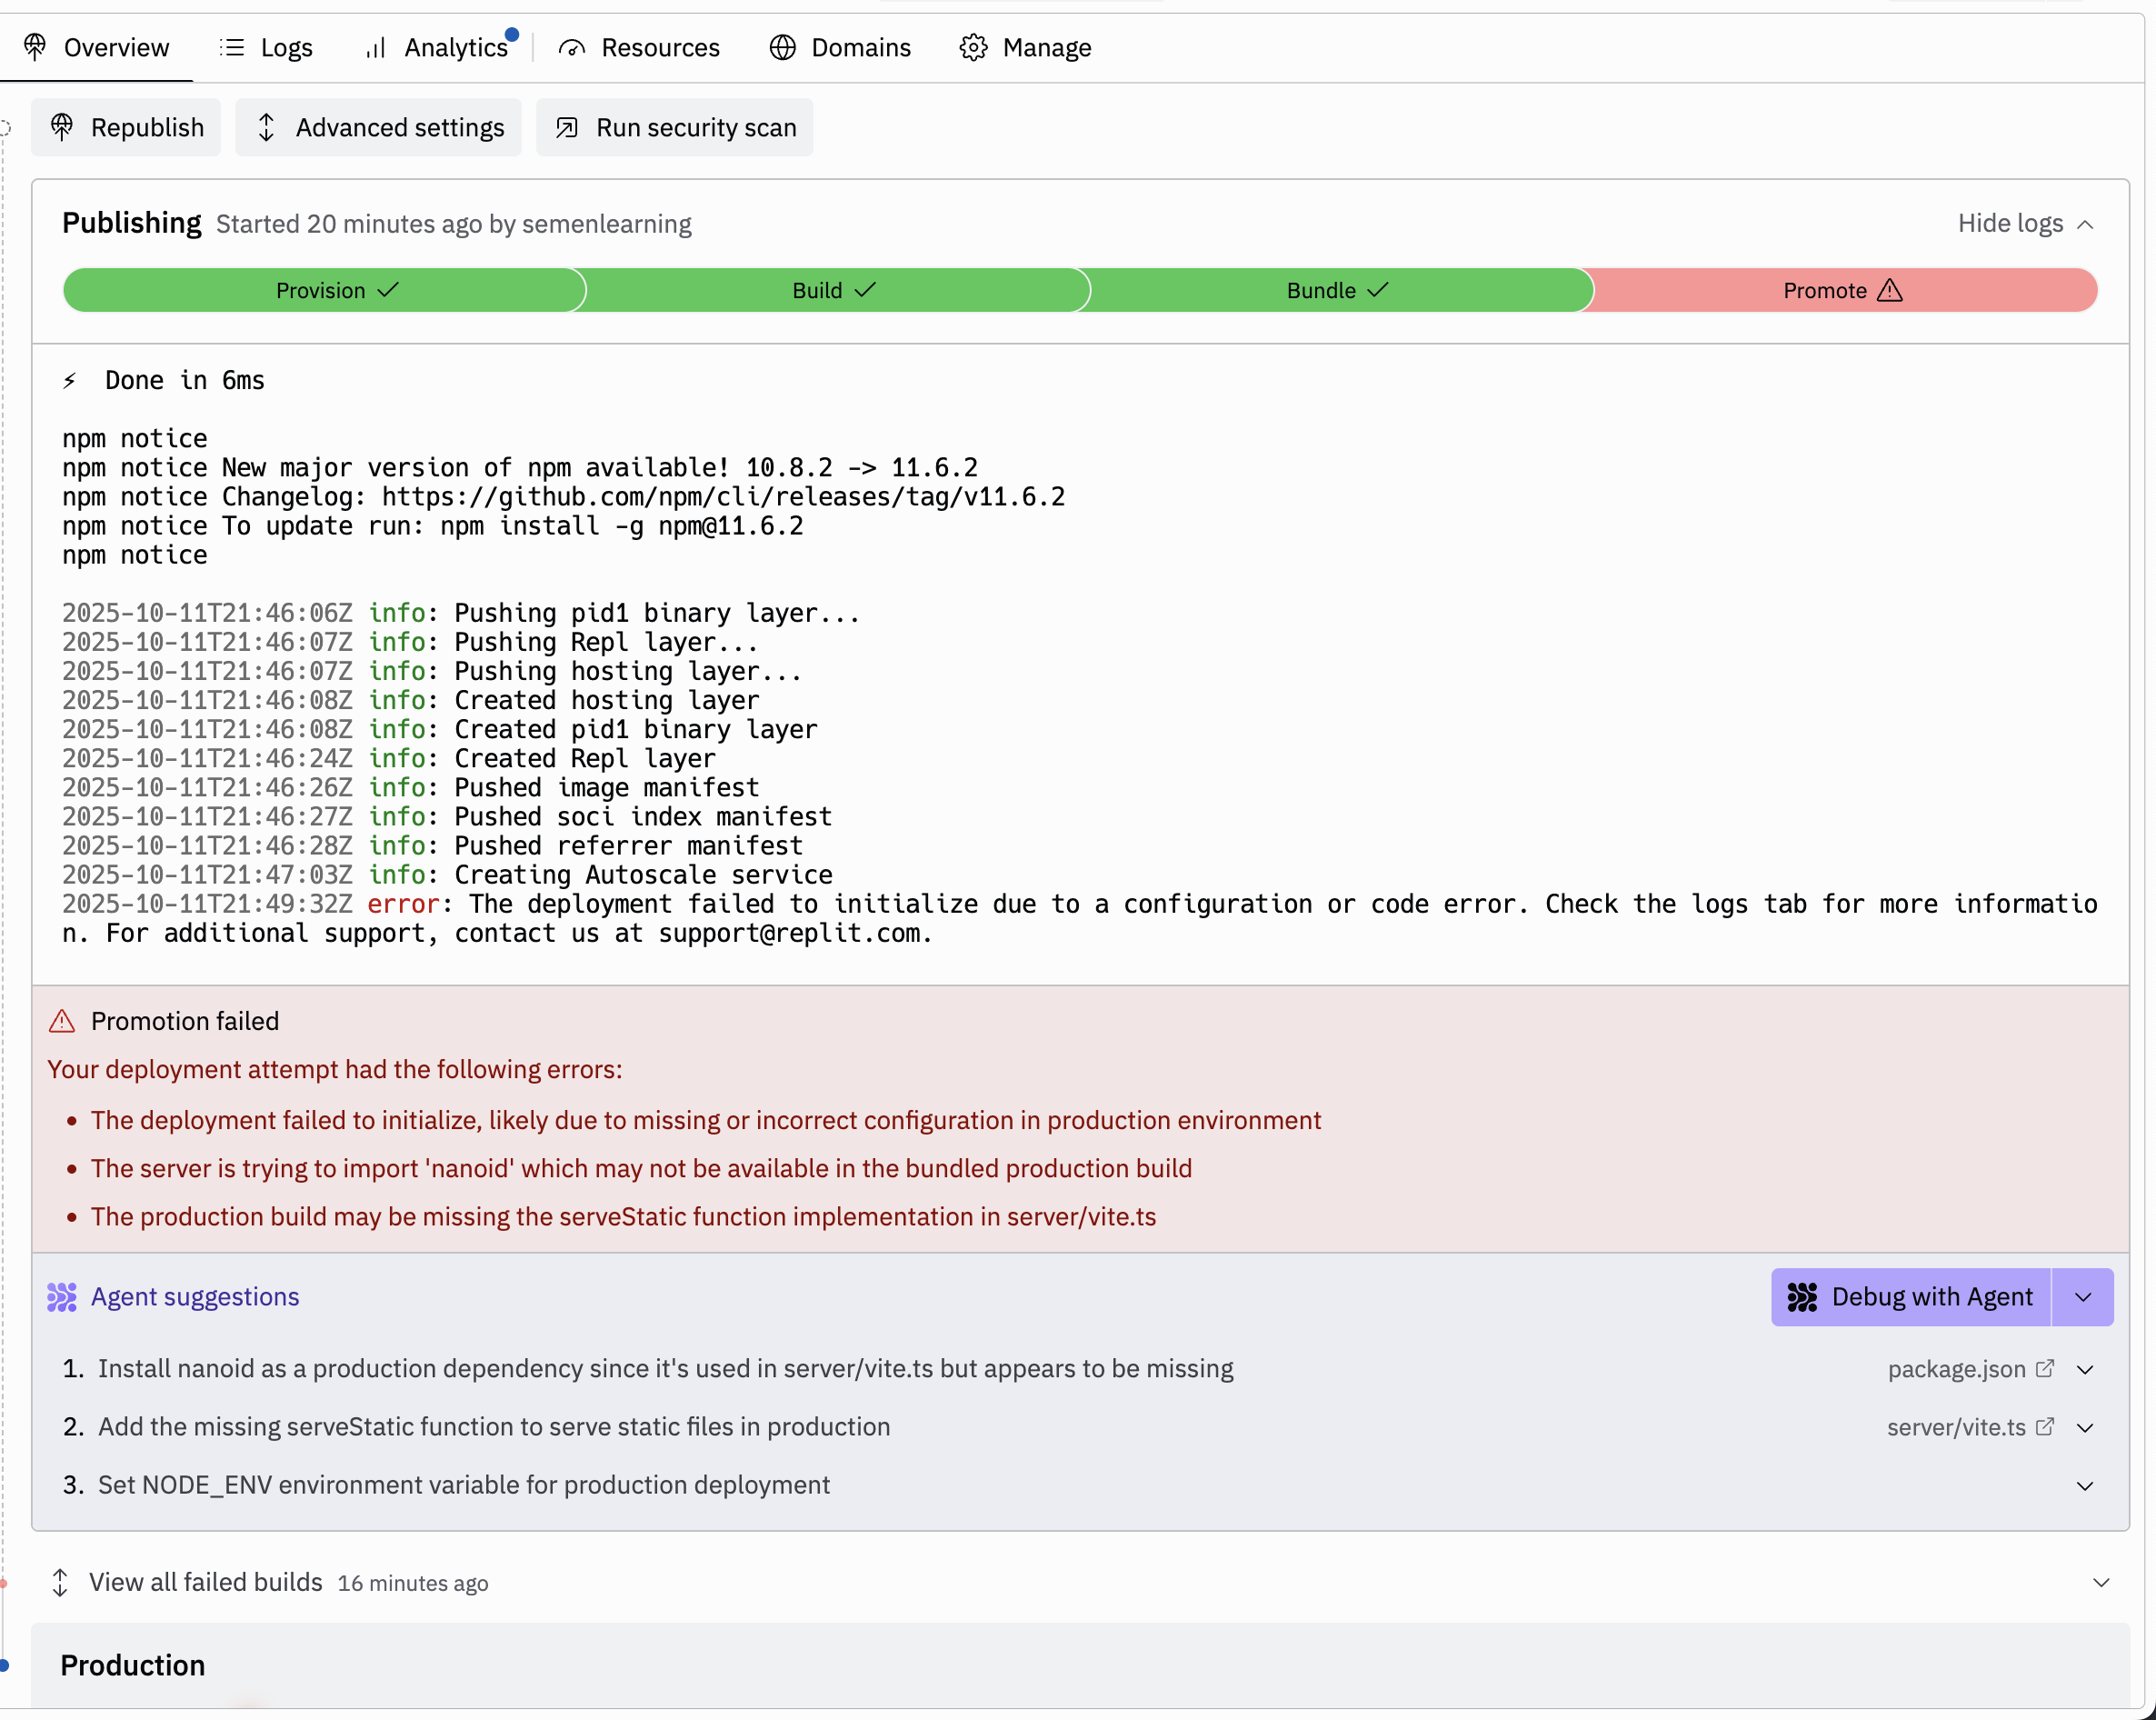 Overview Logs Analytics Resources Domains Manage
Republish Advanced settings Run security scan
Publishing Started 20 minutes ago by semenlearning Hide logs
Provision Build Bundle Promote
Done in 6ms
npm notice
npm notice New major version of npm available! 10.8.2 -> 11.6.2
npm notice Changelog: https://github.com/npm/cli/releases/tag/v11.6.2
npm notice To update run: npm install -g npm@11.6.2
npm notice
2025-10-11T21:46:06Z info: Pushing pid1 binary layer...
2025-10-11T21:46:07Z info: Pushing Repl layer...
2025-10-11T21:46:07Z info: Pushing hosting layer...
2025-10-11T21:46:08Z info: Created hosting layer
2025-10-11T21:46:08Z info: Created pid1 binary layer
2025-10-11T21:46:24Z info: Created Repl layer
2025-10-11T21:46:26Z info: Pushed image manifest
2025-10-11T21:46:27Z info: Pushed soci index manifest
2025-10-11T21:46:28Z info: Pushed referrer manifest
2025-10-11T21:47:03Z info: Creating Autoscale service
2025-10-11T21:49:32Z error: The deployment failed to initialize due to a configuration or code error. Check the logs tab for more informatio
n. For additional support, contact us at support@replit.com.
Promotion failed
Your deployment attempt had the following errors:
• The deployment failed to initialize, likely due to missing or incorrect configuration in production environment
• The server is trying to import 'nanoid' which may not be available in the bundled production build
• The production build may be missing the serveStatic function implementation in server/vite.ts
Agent suggestions Debug with Agent
1. Install nanoid as a production dependency since it's used in server/vite.ts but appears to be missing package.json
2. Add the missing serveStatic function to serve static files in production server/vite.ts
3. Set NODE_ENV environment variable for production deployment
View all failed builds 16 minutes ago
Production